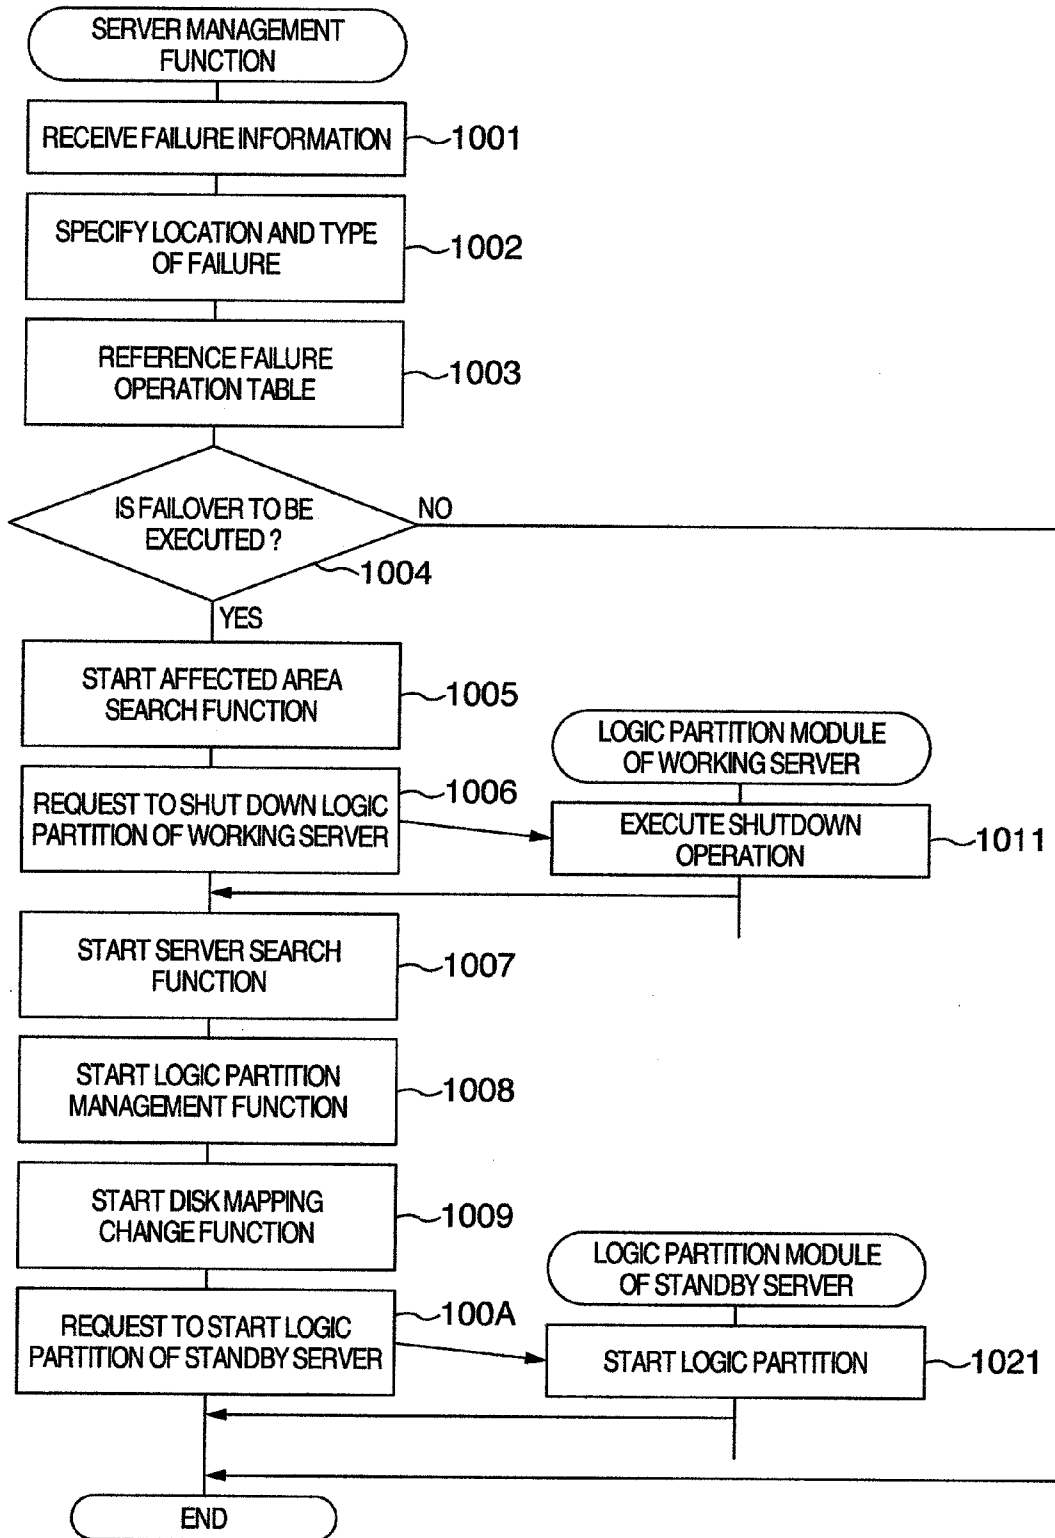 SERVER MANAGEMENT
FUNCTION
RECEIVE FAILURE INFORMATION
1001
SPECIFY LOCATION AND TYPE
OF FAILURE
1002
REFERENCE FAILURE
OPERATION TABLE
1003
IS FAILOVER TO BE
EXECUTED ?
NO
1004
YES
START AFFECTED AREA
SEARCH FUNCTION
1005
REQUEST TO SHUT DOWN LOGIC
PARTITION OF WORKING SERVER
1006
LOGIC PARTITION MODULE
OF WORKING SERVER
EXECUTE SHUTDOWN
OPERATION
1011
START SERVER SEARCH
FUNCTION
1007
START LOGIC PARTITION
MANAGEMENT FUNCTION
1008
START DISK MAPPING
CHANGE FUNCTION
1009
REQUEST TO START LOGIC
PARTITION OF STANDBY SERVER
100A
LOGIC PARTITION MODULE
OF STANDBY SERVER
START LOGIC PARTITION
1021
END